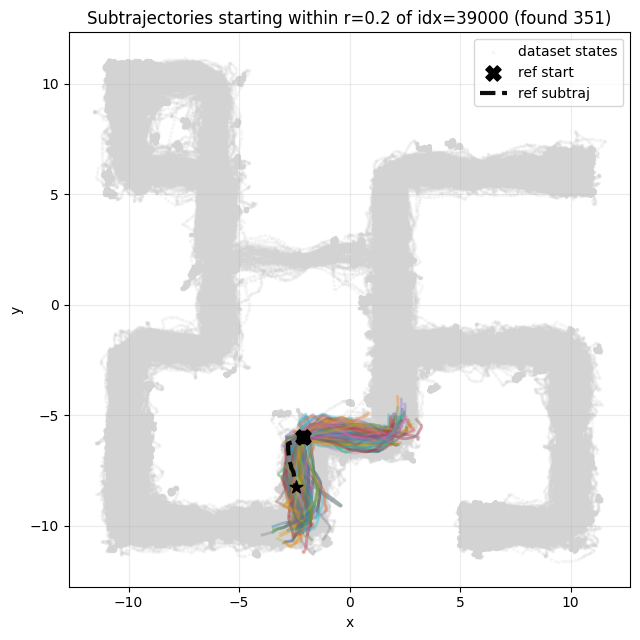 Subtrajectories starting within r=0.2 of idx=39000 (found 351)
dataset states
ref start
ref subtraj
10
5
0
−5
−10
y
−10
−5
0
5
10
x